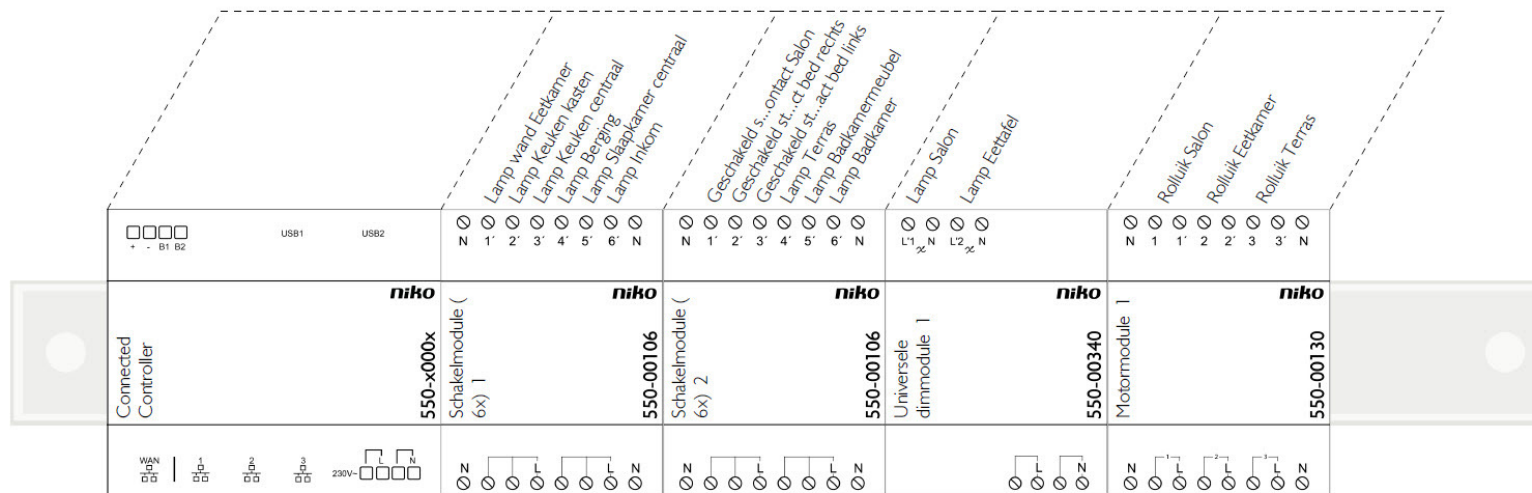 Lamp wand Eetkamer
Lamp Keuken kasten
Lamp Keuken centraal
Lamp Berging
Lamp Slaapkamer centraal
Lamp Inkom
Geschakeld s...ontact Salon
Geschakeld st...ct bed rechts
Geschakeld st...act bed links
Lamp Terras
Lamp Badkamermeubel
Lamp Badkamer
Lamp Salon
Lamp Eettafel
Rolluik Salon
Rolluik Eetkamer
Rolluik Terras
+ - B1 B2
USB1 USB2
N 1´ 2´ 3´ 4´ 5´ 6´ N
N 1´ 2´ 3´ 4´ 5´ 6´ N
L'1 N L'2 N
N 1 1´ 2 2´ 3 3´ N
niko
Connected
Controller
550-x000x
niko
Schakelmodule (
6x) 1
550-00106
niko
Schakelmodule (
6x) 2
550-00106
niko
Universele
dimmodule 1
550-00340
niko
Motormodule 1
550-00130
WAN 1 2 3 230V~ L N
N L L N
N L L N
L N
N 1 L 2 L 3 L N